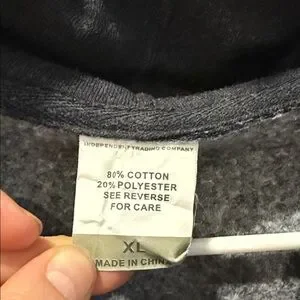 INDEPENDENT TRADING COMPANY
80% COTTON
20% POLYESTER
SEE REVERSE
FOR CARE
XL
MADE IN CHINA